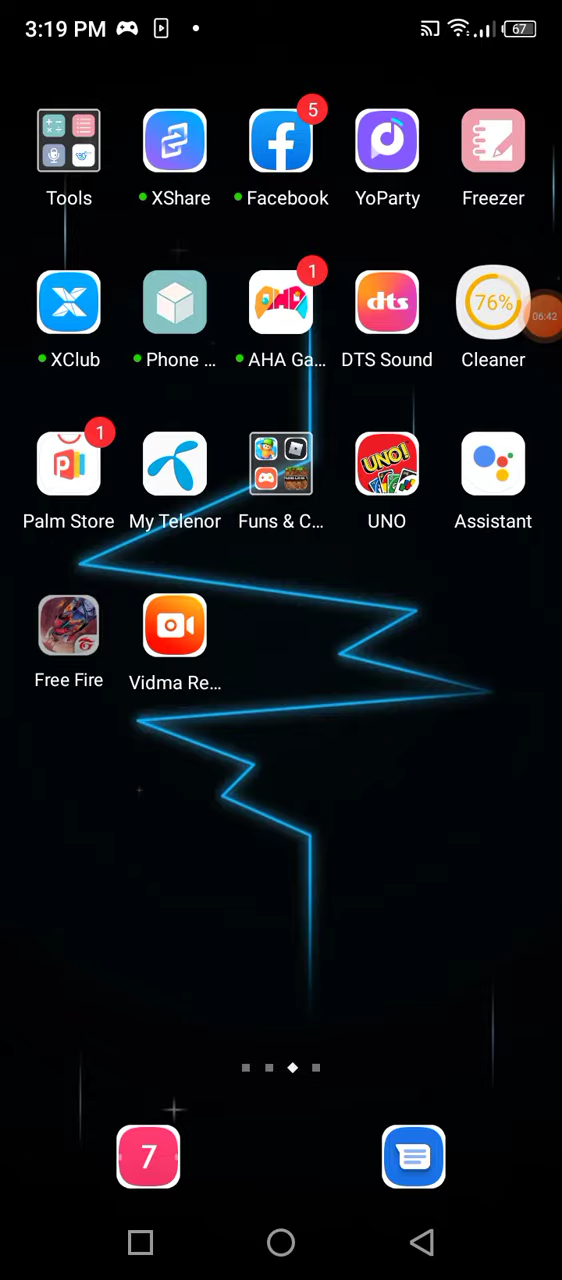 3:19 PM
67
5
Tools
XShare
Facebook
YoParty
Freezer
1
dts
76%
06:42
XClub
Phone ...
AHA Ga...
DTS Sound
Cleaner
1
UNO!
Palm Store
My Telenor
Funs & C...
UNO
Assistant
Free Fire
Vidma Re...
7